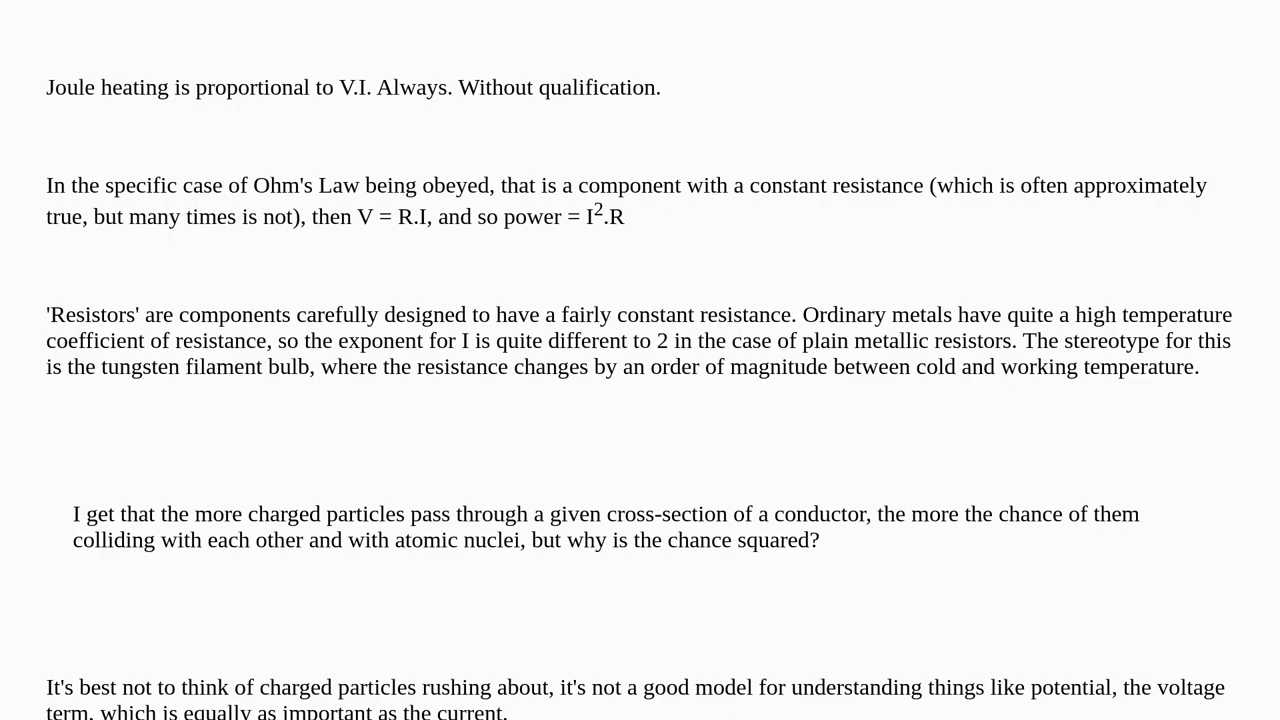 Joule heating is proportional to V.I. Always. Without qualification.
In the specific case of Ohm's Law being obeyed, that is a component with a constant resistance (which is often approximately
true, but many times is not), then V = R.I, and so power = I².R
'Resistors' are components carefully designed to have a fairly constant resistance. Ordinary metals have quite a high temperature
coefficient of resistance, so the exponent for I is quite different to 2 in the case of plain metallic resistors. The stereotype for this
is the tungsten filament bulb, where the resistance changes by an order of magnitude between cold and working temperature.
I get that the more charged particles pass through a given cross-section of a conductor, the more the chance of them
colliding with each other and with atomic nuclei, but why is the chance squared?
It's best not to think of charged particles rushing about, it's not a good model for understanding things like potential, the voltage
term, which is equally as important as the current.